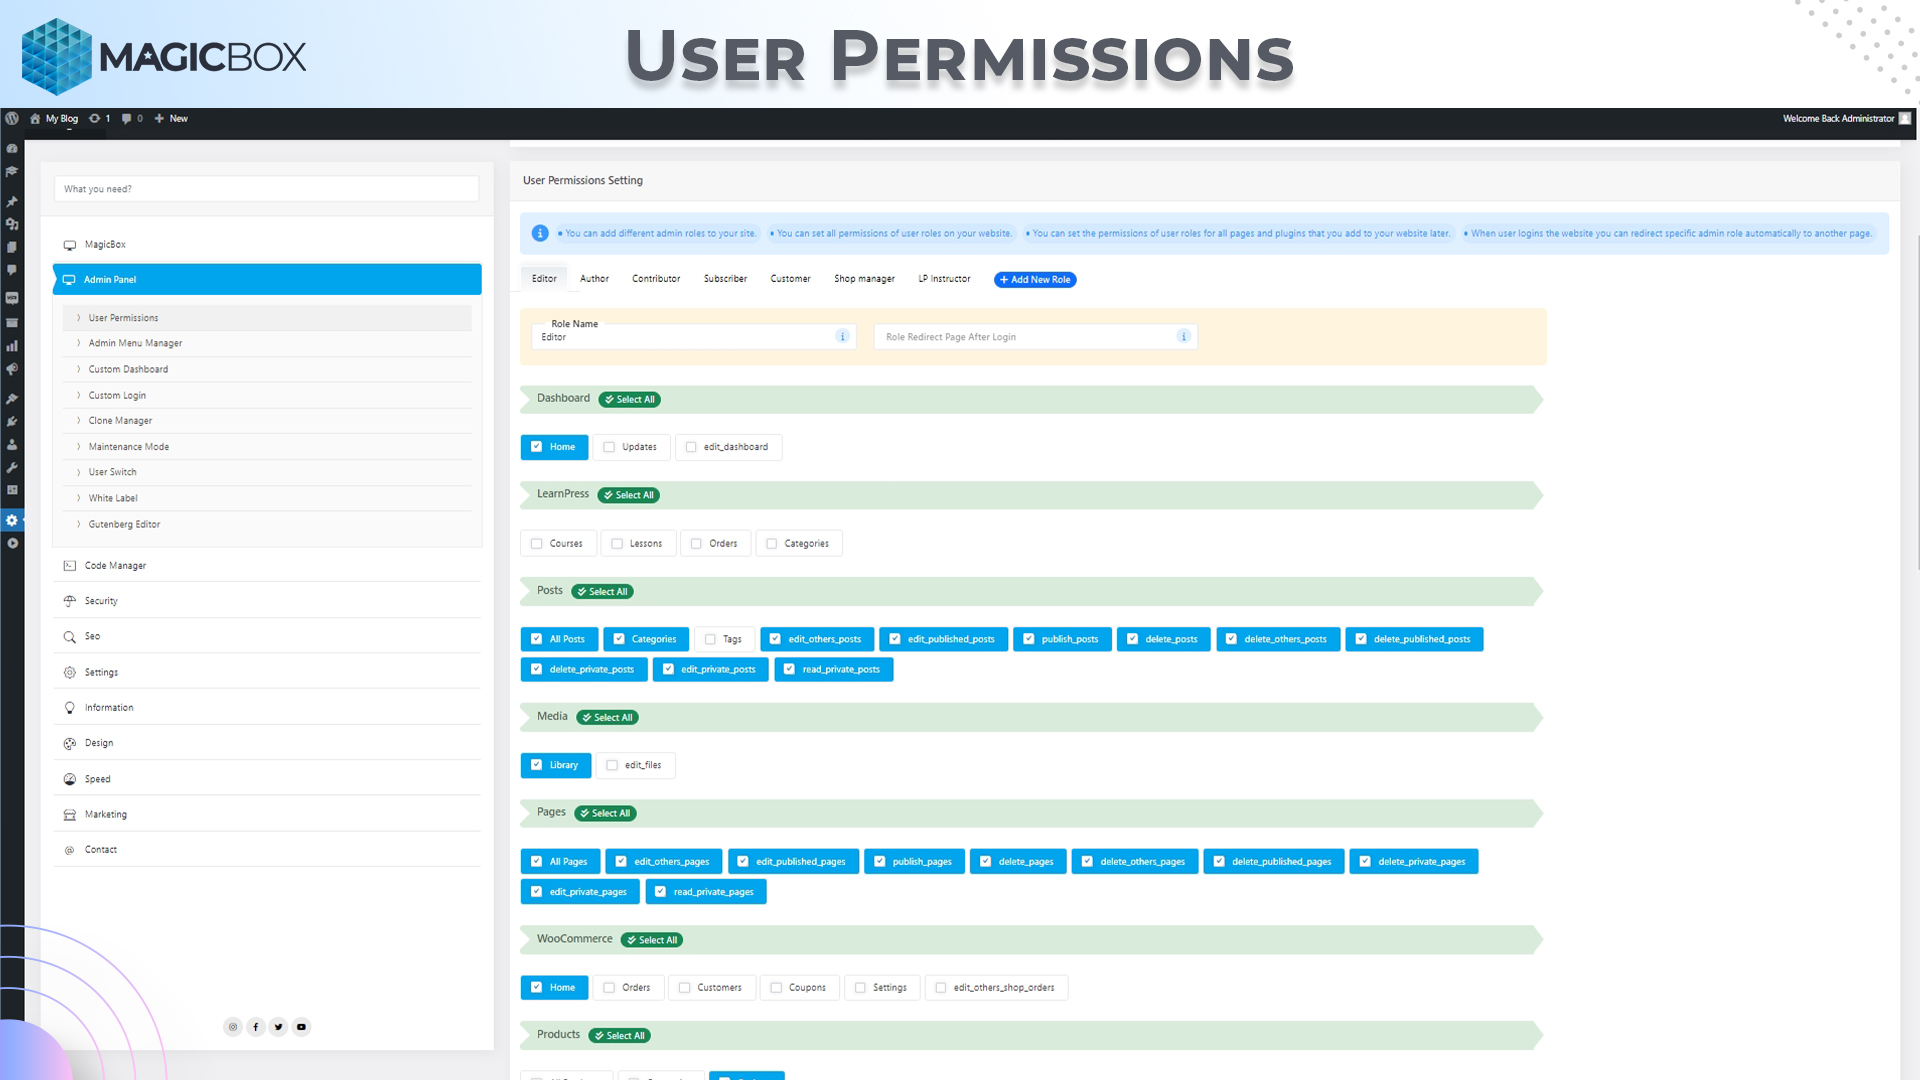 MAGICBOX
USER PERMISSIONS
My Blog 1 0 + New
Welcome Back Administrator
What you need?
MagicBox
Admin Panel
User Permissions
Admin Menu Manager
Custom Dashboard
Custom Login
Clone Manager
Maintenance Mode
User Switch
White Label
Gutenberg Editor
Code Manager
Security
Seo
Settings
Information
Design
Speed
Marketing
@ Contact
User Permissions Setting
• You can add different admin roles to your site. • You can set all permissions of user roles on your website. • You can set the permissions of user roles for all pages and plugins that you add to your website later. • When user logins the website you can redirect specific admin role automatically to another page.
Editor Author Contributor Subscriber Customer Shop manager LP Instructor + Add New Role
Role Name
Editor Role Redirect Page After Login
Dashboard Select All
Home Updates edit_dashboard
LearnPress Select All
Courses Lessons Orders Categories
Posts Select All
All Posts Categories Tags edit_others_posts edit_published_posts publish_posts delete_posts delete_others_posts delete_published_posts
delete_private_posts edit_private_posts read_private_posts
Media Select All
Library edit_files
Pages Select All
All Pages edit_others_pages edit_published_pages publish_pages delete_pages delete_others_pages delete_published_pages delete_private_pages
edit_private_pages read_private_pages
WooCommerce Select All
Home Orders Customers Coupons Settings edit_others_shop_orders
Products Select All